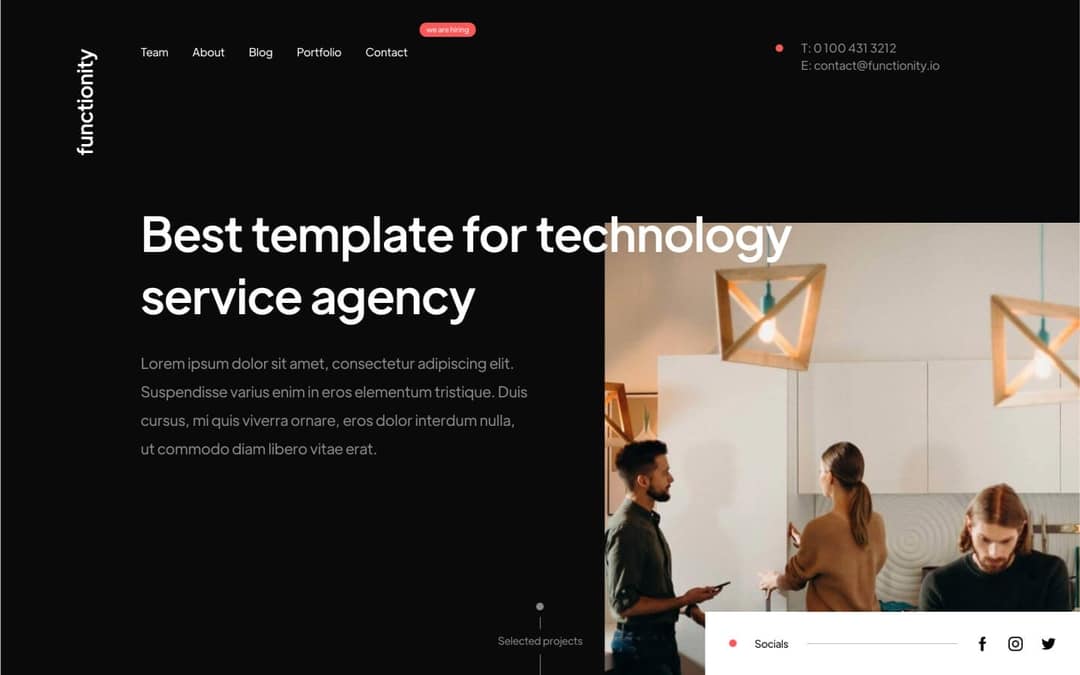 functionity
Team
About
Blog
Portfolio
Contact
we are hiring
T: 0 100 431 3212
E: contact@functionity.io
Best template for technology
service agency
Lorem ipsum dolor sit amet, consectetur adipiscing elit.
Suspendisse varius enim in eros elementum tristique. Duis
cursus, mi quis viverra ornare, eros dolor interdum nulla,
ut commodo diam libero vitae erat.
Selected projects
Socials